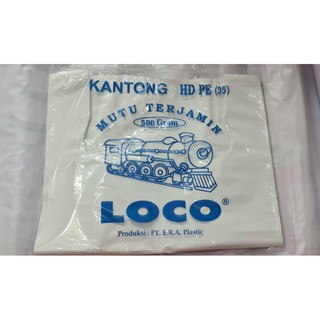 KANTONG HD PE (35)
MUTU TERJAMIN
500 Gram
LOCO®
Produksi : PT. E.R.A. Plastic